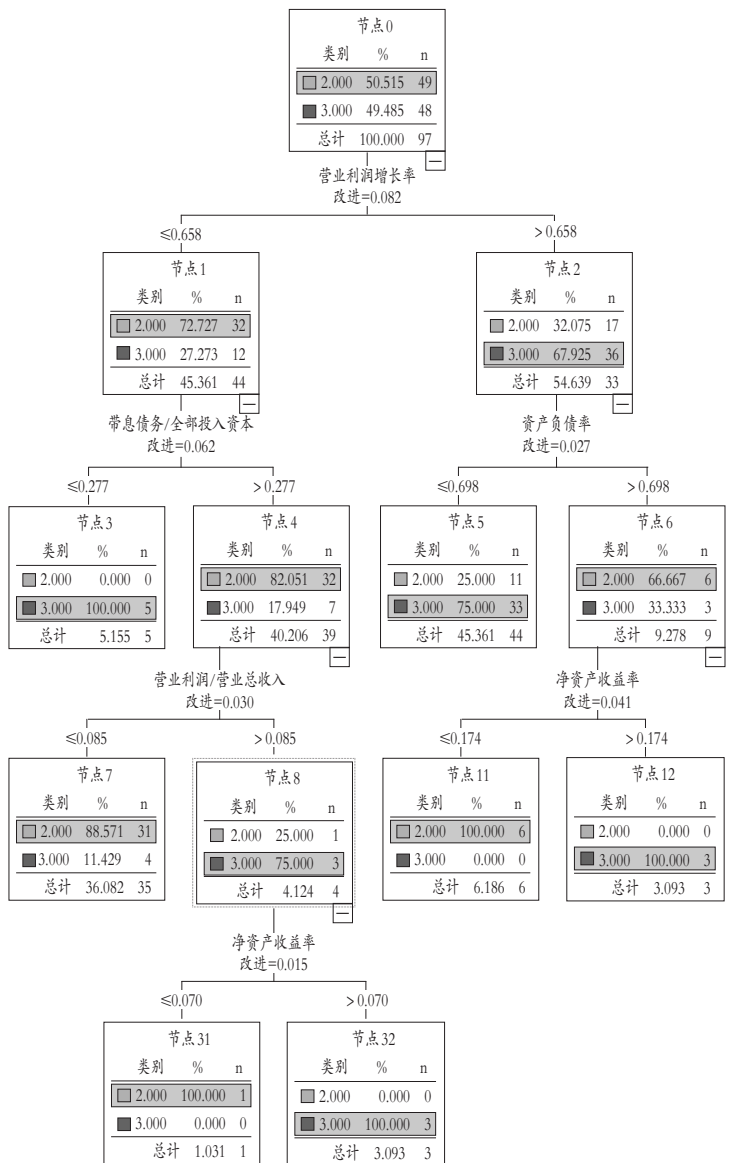 节点0
类别 % n
2.000 50.515 49
3.000 49.485 48
总计 100.000 97
营业利润增长率
改进=0.082
≤0.658
>0.658
节点1
类别 % n
2.000 72.727 32
3.000 27.273 12
总计 45.361 44
节点2
类别 % n
2.000 32.075 17
3.000 67.925 36
总计 54.639 33
带息债务/全部投入资本
改进=0.062
资产负债率
改进=0.027
≤0.277
>0.277
≤0.698
>0.698
节点3
类别 % n
2.000 0.000 0
3.000 100.000 5
总计 5.155 5
节点4
类别 % n
2.000 82.051 32
3.000 17.949 7
总计 40.206 39
节点5
类别 % n
2.000 25.000 11
3.000 75.000 33
总计 45.361 44
节点6
类别 % n
2.000 66.667 6
3.000 33.333 3
总计 9.278 9
营业利润/营业总收入
改进=0.030
净资产收益率
改进=0.041
≤0.085
>0.085
≤0.174
>0.174
节点7
类别 % n
2.000 88.571 31
3.000 11.429 4
总计 36.082 35
节点8
类别 % n
2.000 25.000 1
3.000 75.000 3
总计 4.124 4
节点11
类别 % n
2.000 100.000 6
3.000 0.000 0
总计 6.186 6
节点12
类别 % n
2.000 0.000 0
3.000 100.000 3
总计 3.093 3
净资产收益率
改进=0.015
≤0.070
>0.070
节点31
类别 % n
2.000 100.000 1
3.000 0.000 0
总计 1.031 1
节点32
类别 % n
2.000 0.000 0
3.000 100.000 3
总计 3.093 3